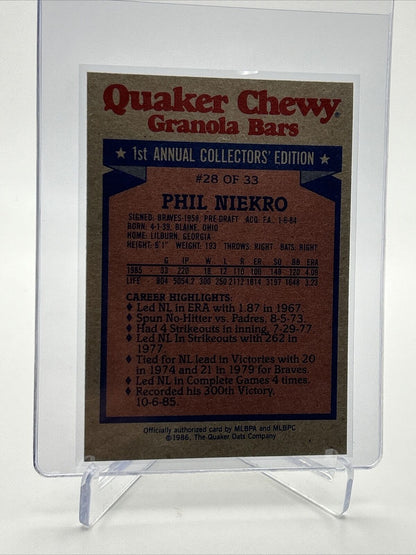 Quaker Chewy®
Granola Bars
★ 1st ANNUAL COLLECTORS' EDITION ★
#28 OF 33
PHIL NIEKRO
SIGNED: BRAVES-1958, PRE-DRAFT ACQ. F.A., 1-6-84
BORN: 4-1-39, BLAINE, OHIO
HOME: LILBURN, GEORGIA
HEIGHT: 6'1" WEIGHT: 193 THROWS: RIGHT BATS: RIGHT
G IP W L R ER SO BB ERA
1985 33 220 16 12 110 100 149 120 4.09
LIFE 804 5054.2 300 250 2112 1814 3197 1648 3.23
CAREER HIGHLIGHTS:
♦ Led NL in ERA with 1.87 in 1967.
♦ Spun No-Hitter vs. Padres, 8-5-73.
♦ Had 4 Strikeouts in inning, 7-29-77.
♦ Led NL In Strikeouts with 262 in
1977.
♦ Tied for NL lead in Victories with 20
in 1974 and 21 in 1979 for Braves.
♦ Led NL in Complete Games 4 times.
♦ Recorded his 300th Victory,
10-6-85.
Officially authorized card by MLBPA and MLBPC
©1986, The Quaker Oats Company